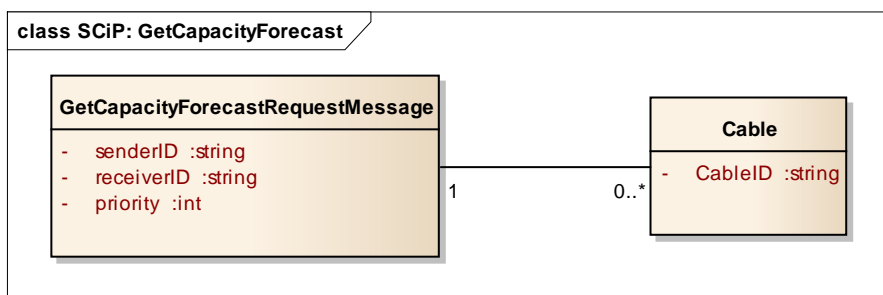 class SCiP: GetCapacityForecast
GetCapacityForecastRequestMessage
- senderID :string
- receiverID :string
- priority :int
Cable
- CableID :string
1
0..*